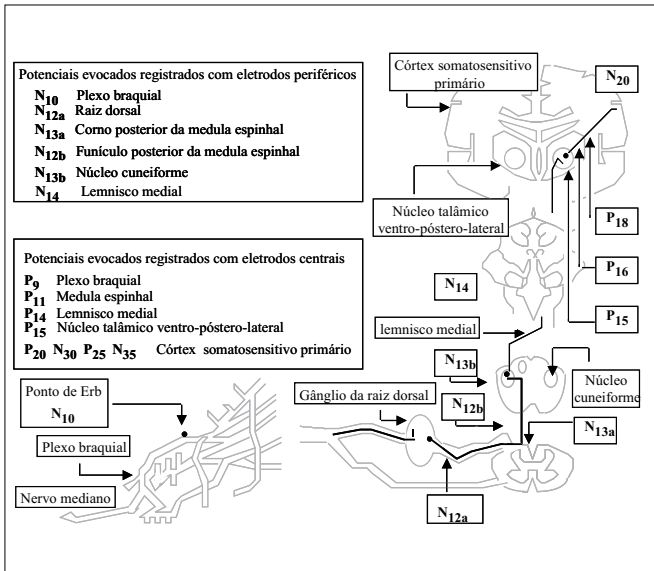 Potenciais evocados registrados com eletrodos periféricos
N10 Plexo braquial
N12a Raiz dorsal
N13a Corno posterior da medula espinhal
N12b Funículo posterior da medula espinhal
N13b Núcleo cuneiforme
N14 Lemnisco medial
Potenciais evocados registrados com eletrodos centrais
P9 Plexo braquial
P11 Medula espinhal
P14 Lemnisco medial
P15 Núcleo talâmico ventro-póstero-lateral
P20 N30 P25 N35 Córtex somatosensitivo primário
Córtex somatosensitivo
primário
N20
Núcleo talâmico
ventro-póstero-lateral
P18
P16
P15
N14
lemnisco medial
N13b
Núcleo
cuneiforme
Gânglio da raiz dorsal
N12b
N13a
N12a
Ponto de Erb
N10
Plexo braquial
Nervo mediano